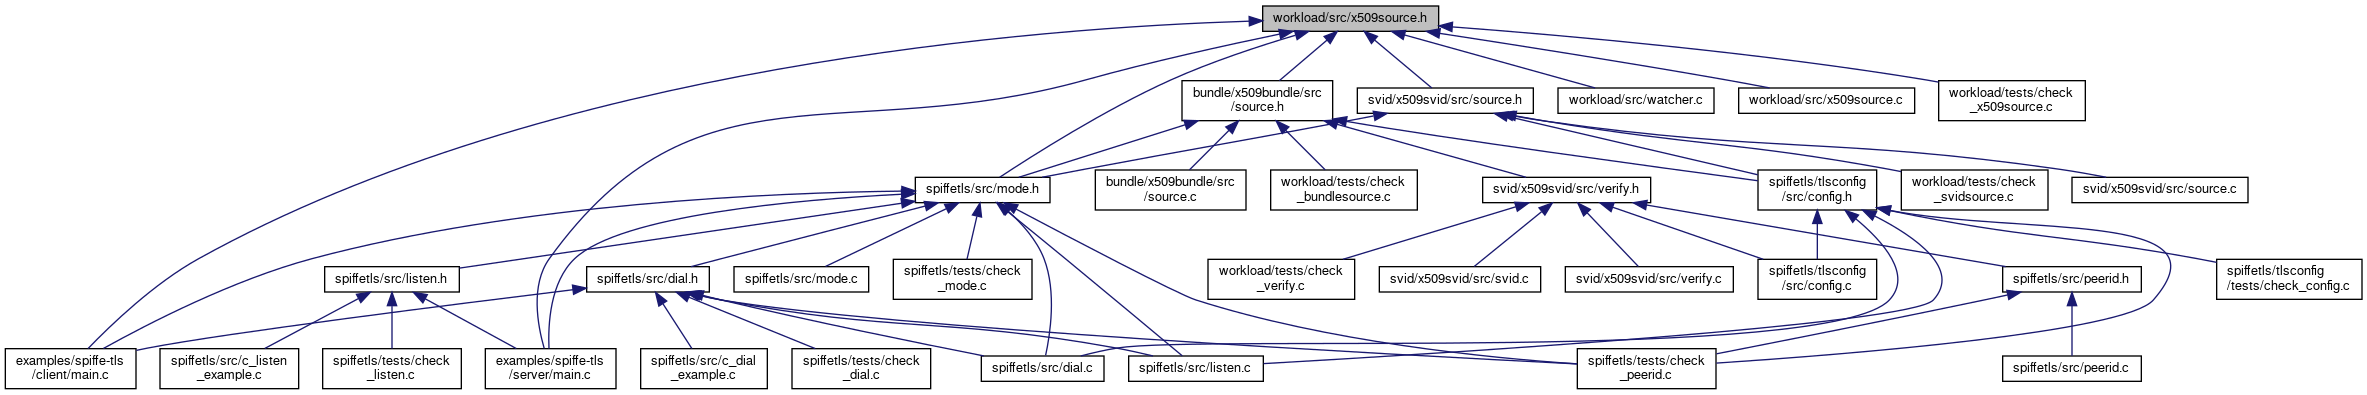 workload/src/x509source.h
bundle/x509bundle/src
/source.h
svid/x509svid/src/source.h
workload/src/watcher.c
workload/src/x509source.c
workload/tests/check
_x509source.c
spiffetls/src/mode.h
bundle/x509bundle/src
/source.c
workload/tests/check
_bundlesource.c
svid/x509svid/src/verify.h
spiffetls/tlsconfig
/src/config.h
workload/tests/check
_svidsource.c
svid/x509svid/src/source.c
spiffetls/src/listen.h
spiffetls/src/dial.h
spiffetls/src/mode.c
spiffetls/tests/check
_mode.c
workload/tests/check
_verify.c
svid/x509svid/src/svid.c
svid/x509svid/src/verify.c
spiffetls/tlsconfig
/src/config.c
spiffetls/src/peerid.h
spiffetls/tlsconfig
/tests/check_config.c
examples/spiffe-tls
/client/main.c
spiffetls/src/c_listen
_example.c
spiffetls/tests/check
_listen.c
examples/spiffe-tls
/server/main.c
spiffetls/src/c_dial
_example.c
spiffetls/tests/check
_dial.c
spiffetls/src/dial.c
spiffetls/src/listen.c
spiffetls/tests/check
_peerid.c
spiffetls/src/peerid.c